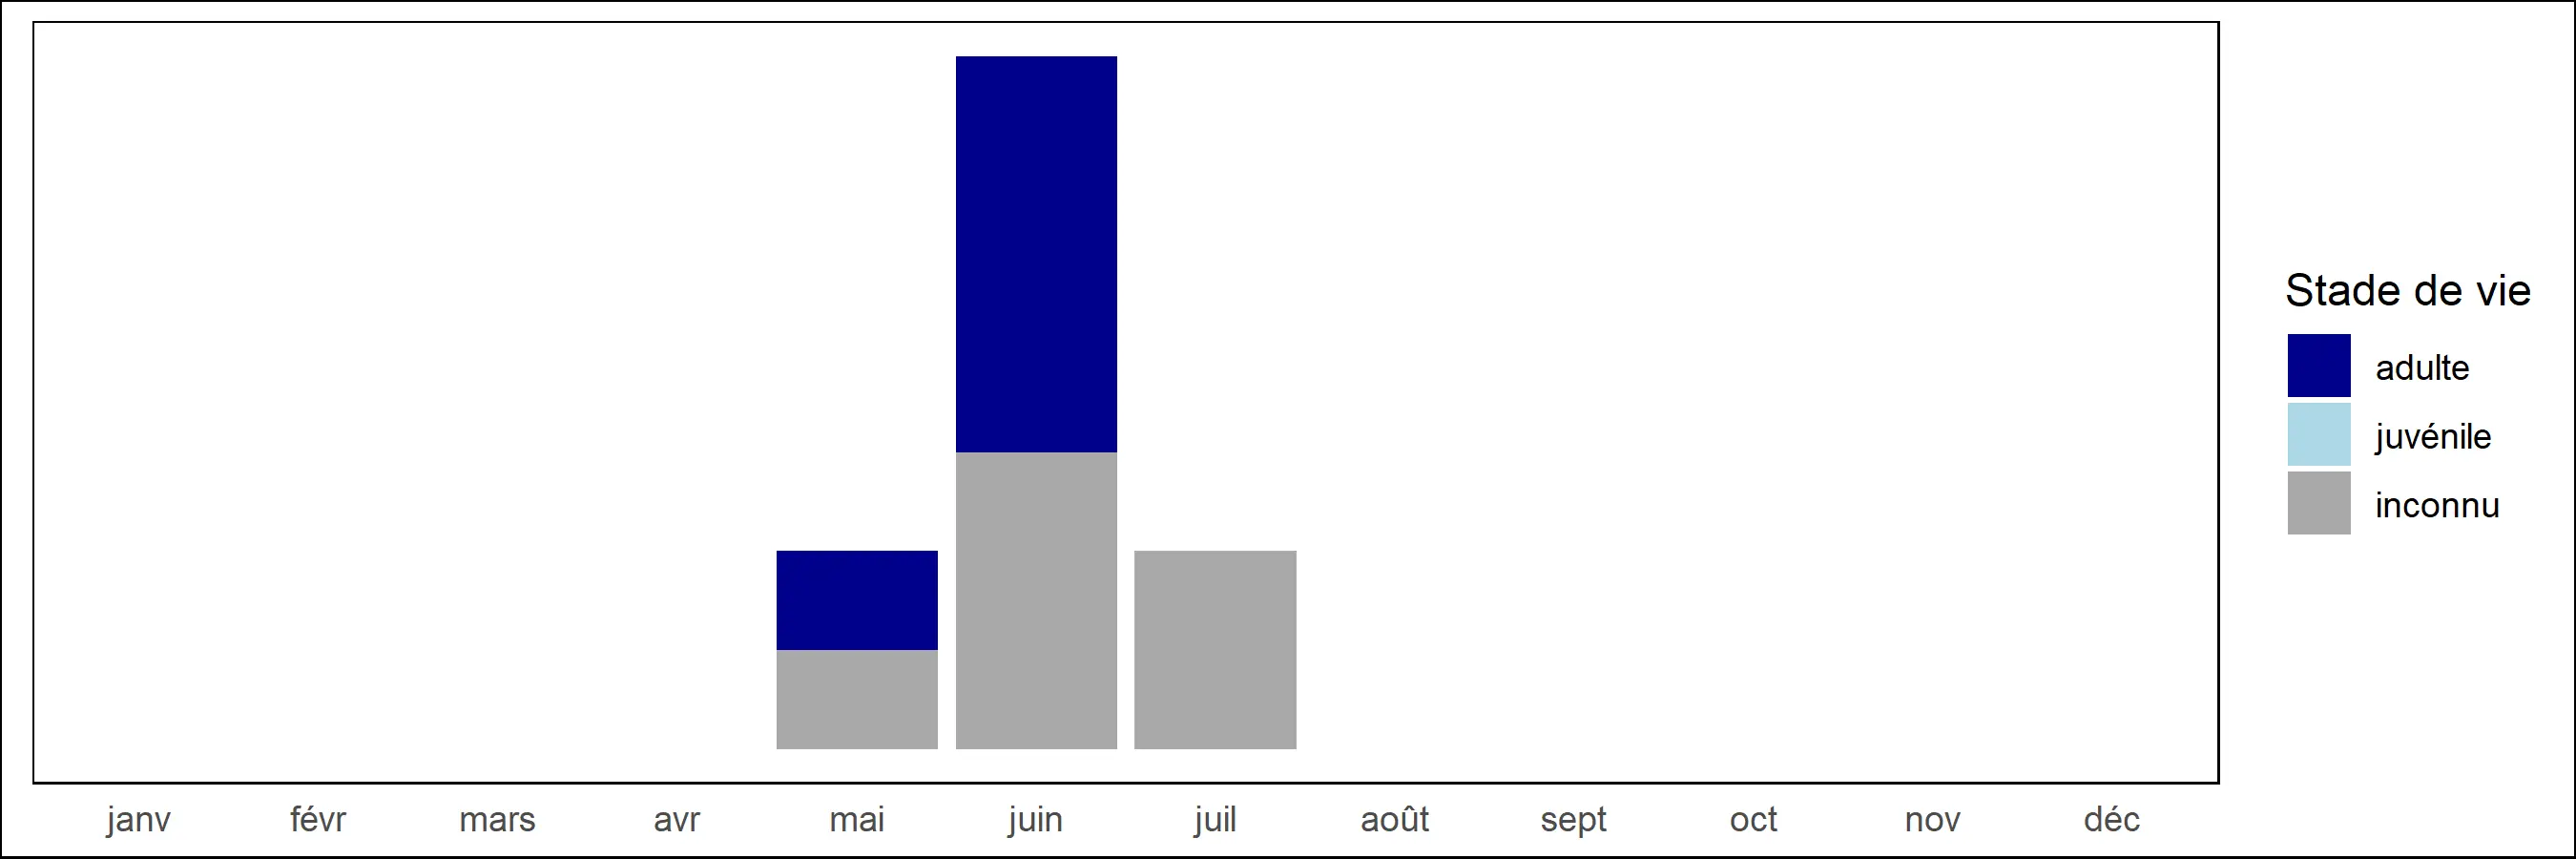 Stade de vie
adulte
juvénile
inconnu
janv févr mars avr mai juin juil août sept oct nov déc